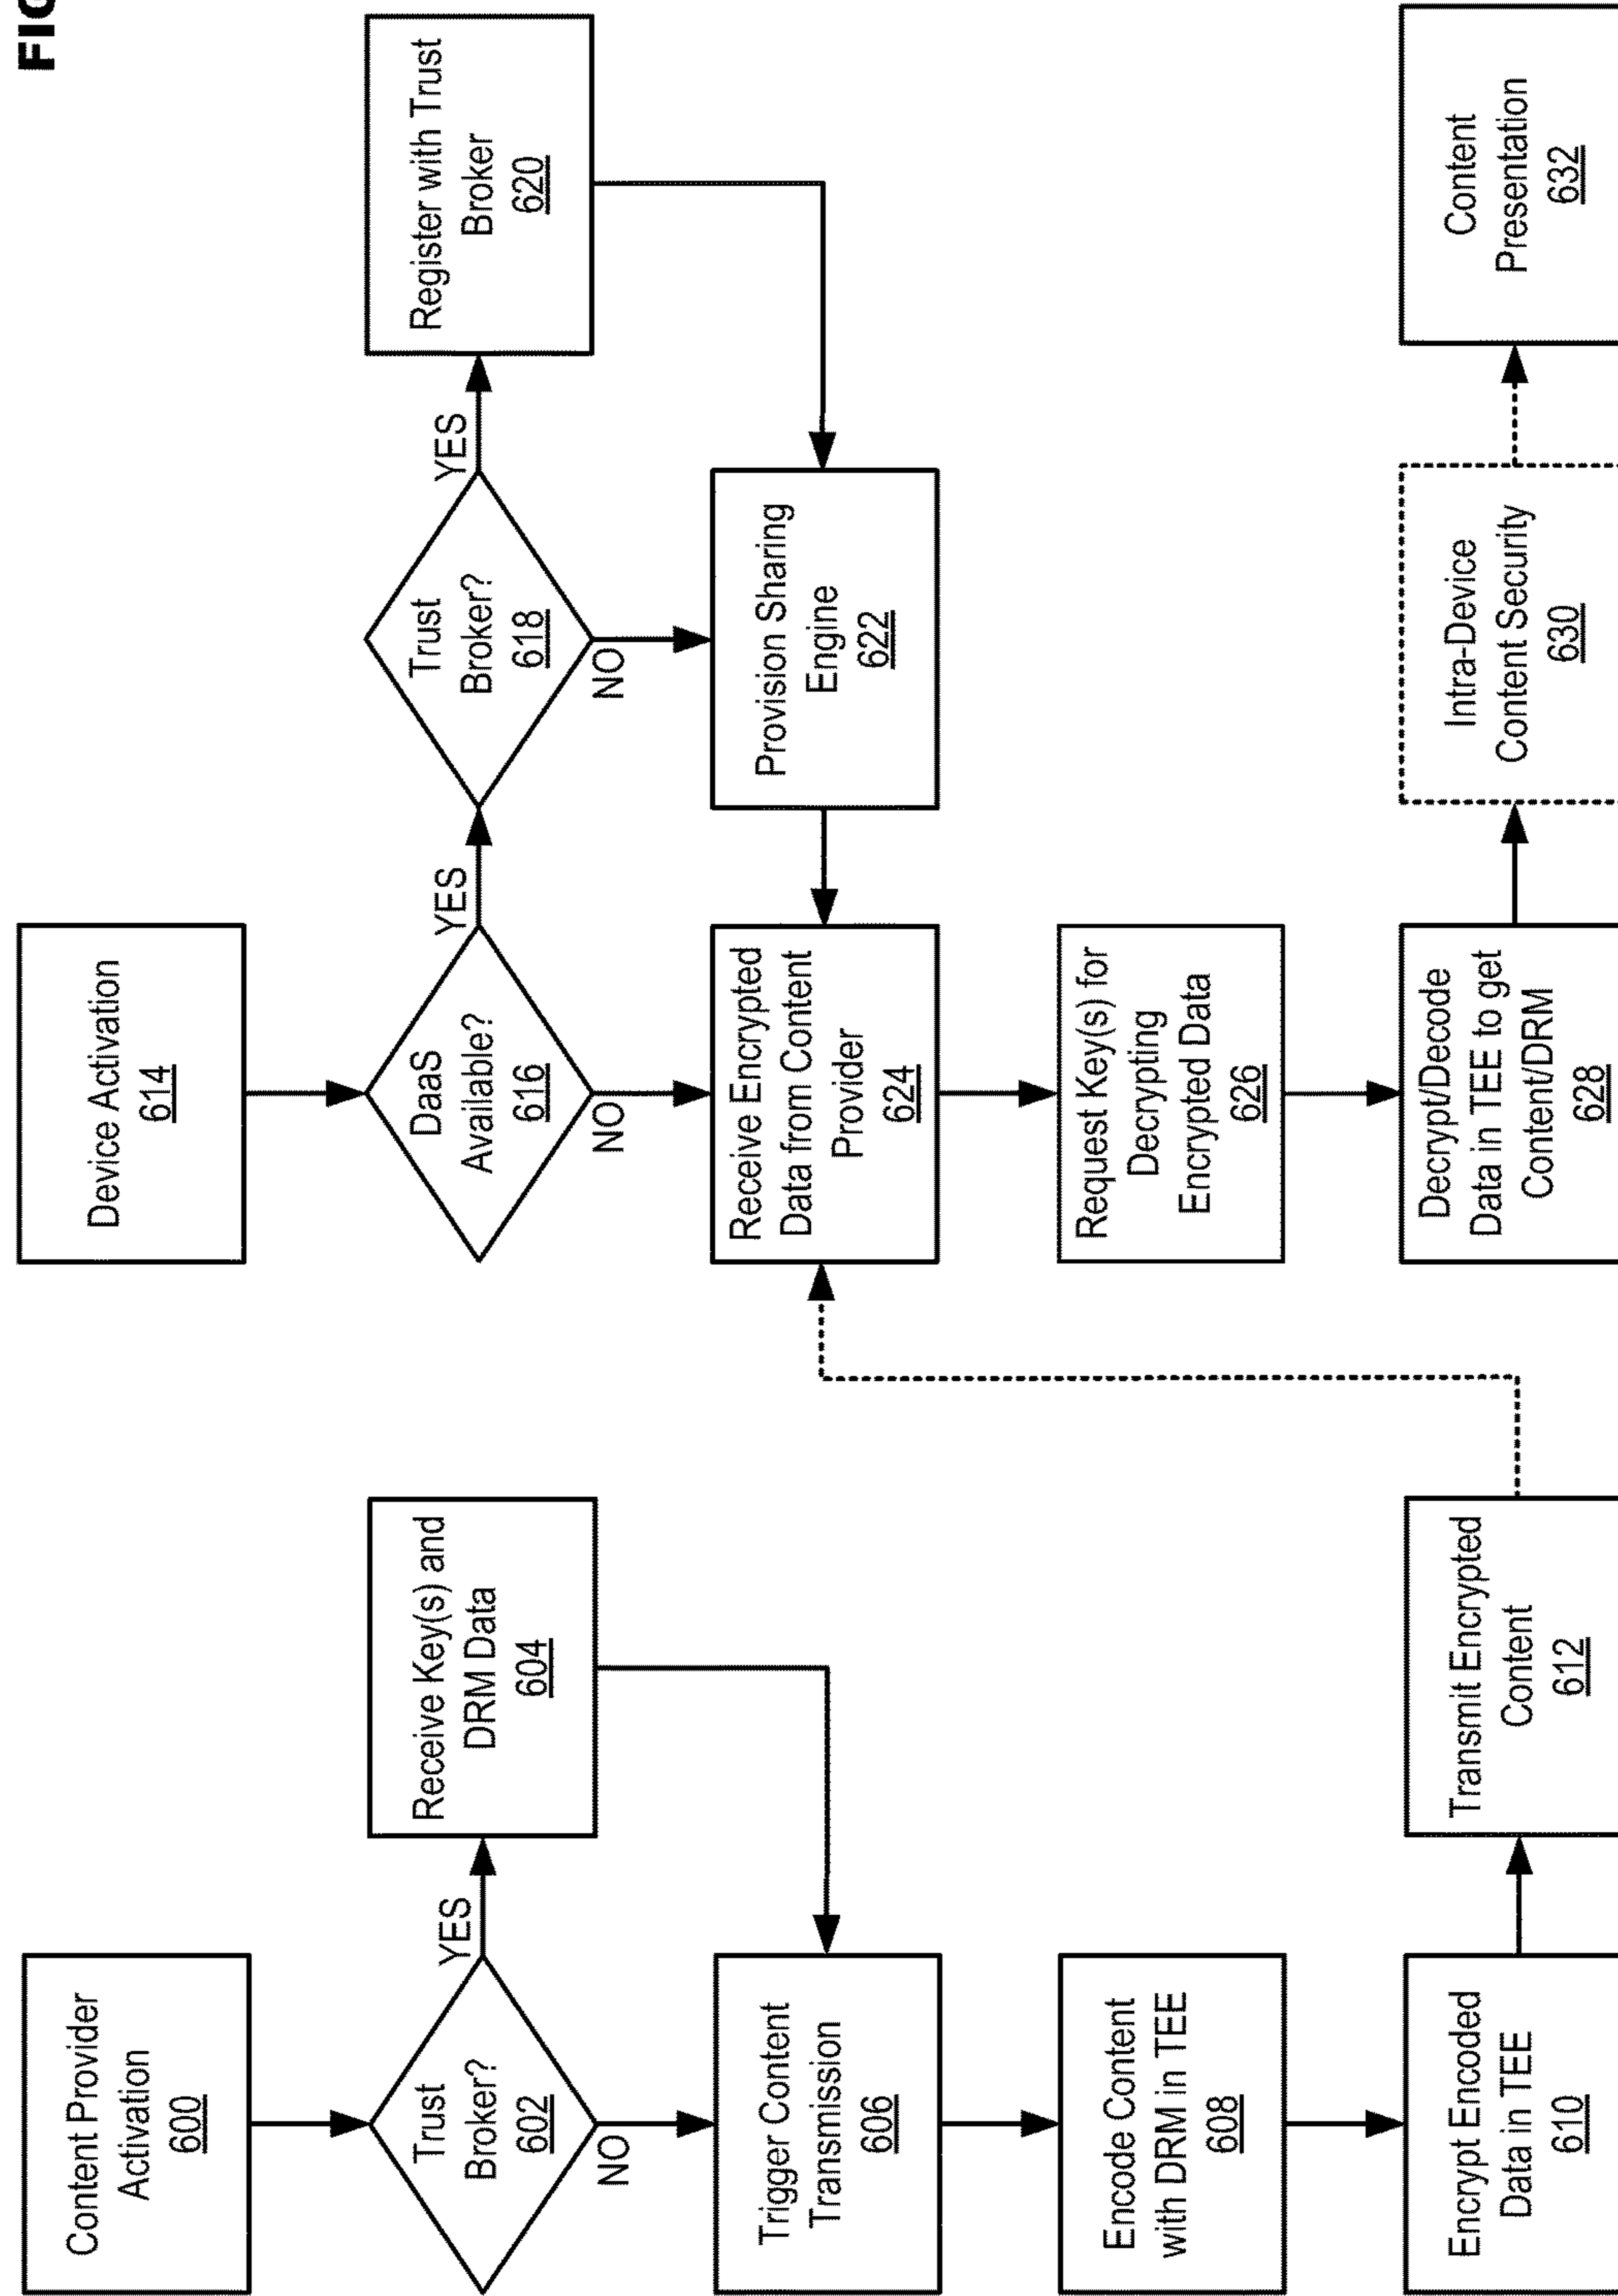 FIG
Content Provider
Activation
600
Trust
Broker?
602
YES
NO
Receive Key(s) and
DRM Data
604
Trigger Content
Transmission
606
Encode Content
with DRM in TEE
608
Encrypt Encoded
Data in TEE
610
Transmit Encrypted
Content
612
Device Activation
614
DaaS
Available?
616
YES
NO
Trust
Broker?
618
YES
NO
Register with Trust
Broker
620
Provision Sharing
Engine
622
Receive Encrypted
Data from Content
Provider
624
Request Key(s) for
Decrypting
Encrypted Data
626
Decrypt/Decode
Data in TEE to get
Content/DRM
628
Intra-Device
Content Security
630
Content
Presentation
632